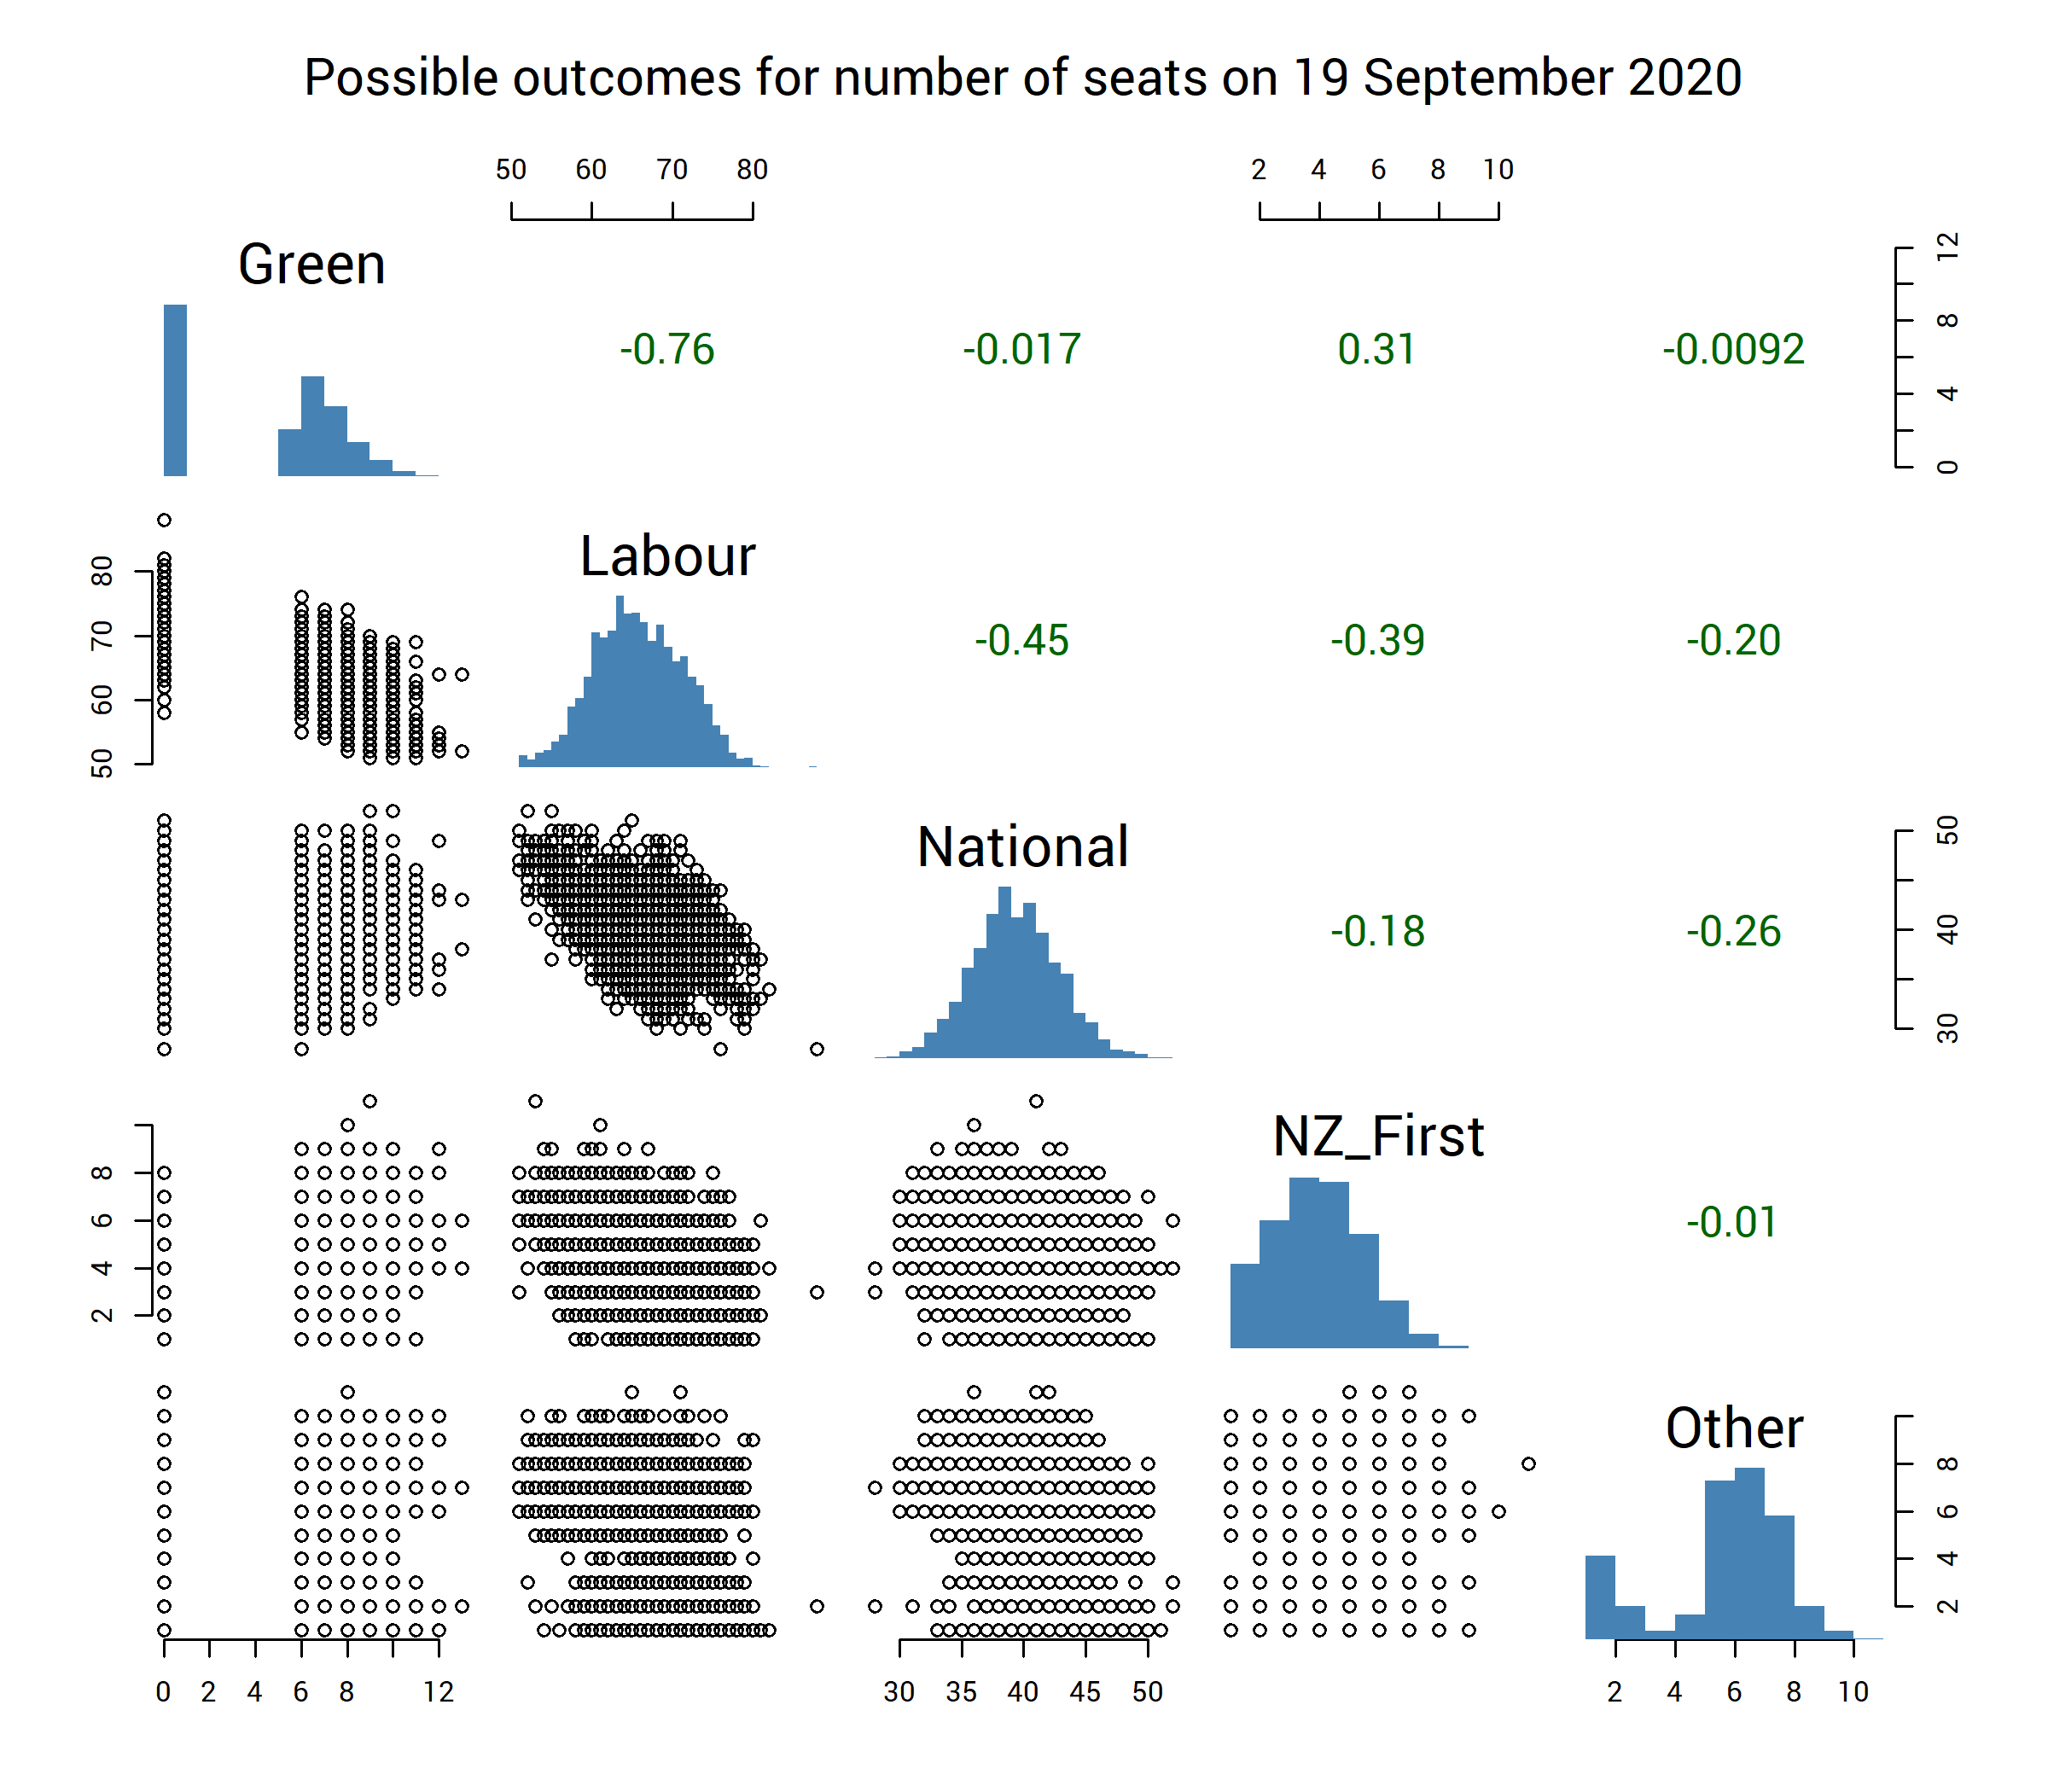 Possible outcomes for number of seats on 19 September 2020
50 60 70 80
2 4 6 8 10
Green
-0.76 -0.017 0.31 -0.0092
0 4 8 12
Labour
50 60 70 80
-0.45 -0.39 -0.20
National
-0.18 -0.26
30 40 50
NZ_First
2 4 6 8
-0.01
Other
2 4 6 8
0 2 4 6 8 12
30 35 40 45 50
2 4 6 8 10